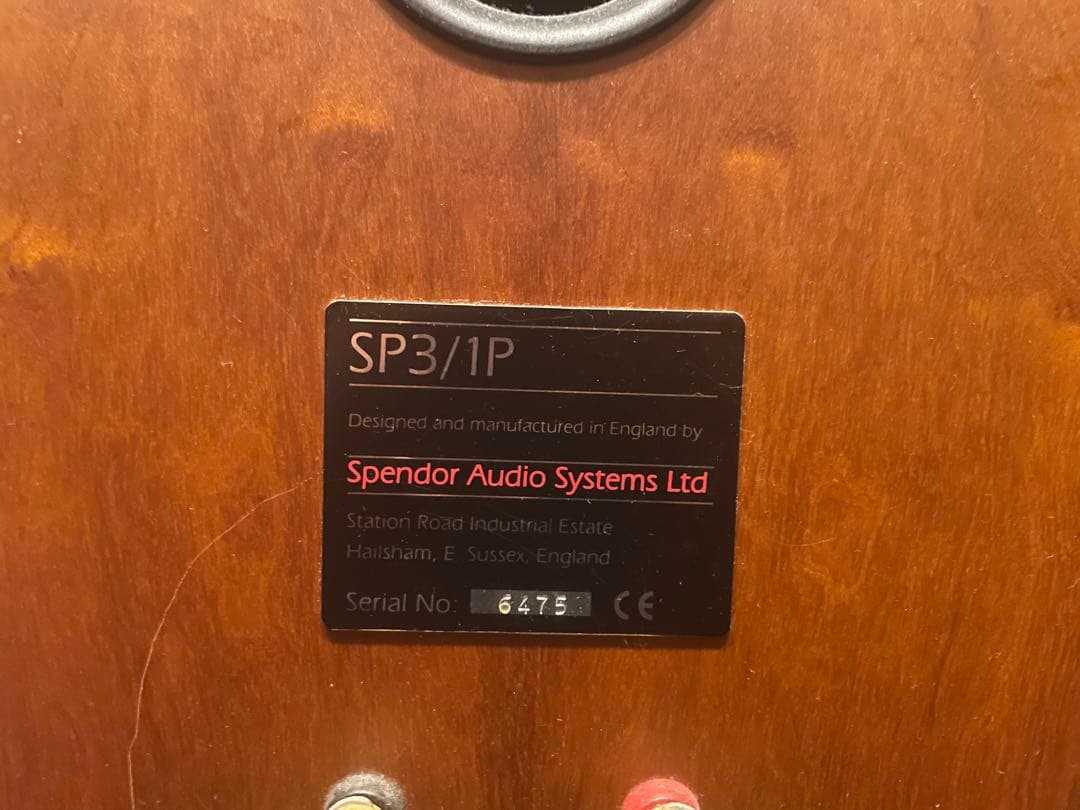 SP3/1P
Designed and manufactured in England by
Spendor Audio Systems Ltd
Station Road Industrial Estate
Hailsham, E Sussex, England
Serial No: 6475 CE